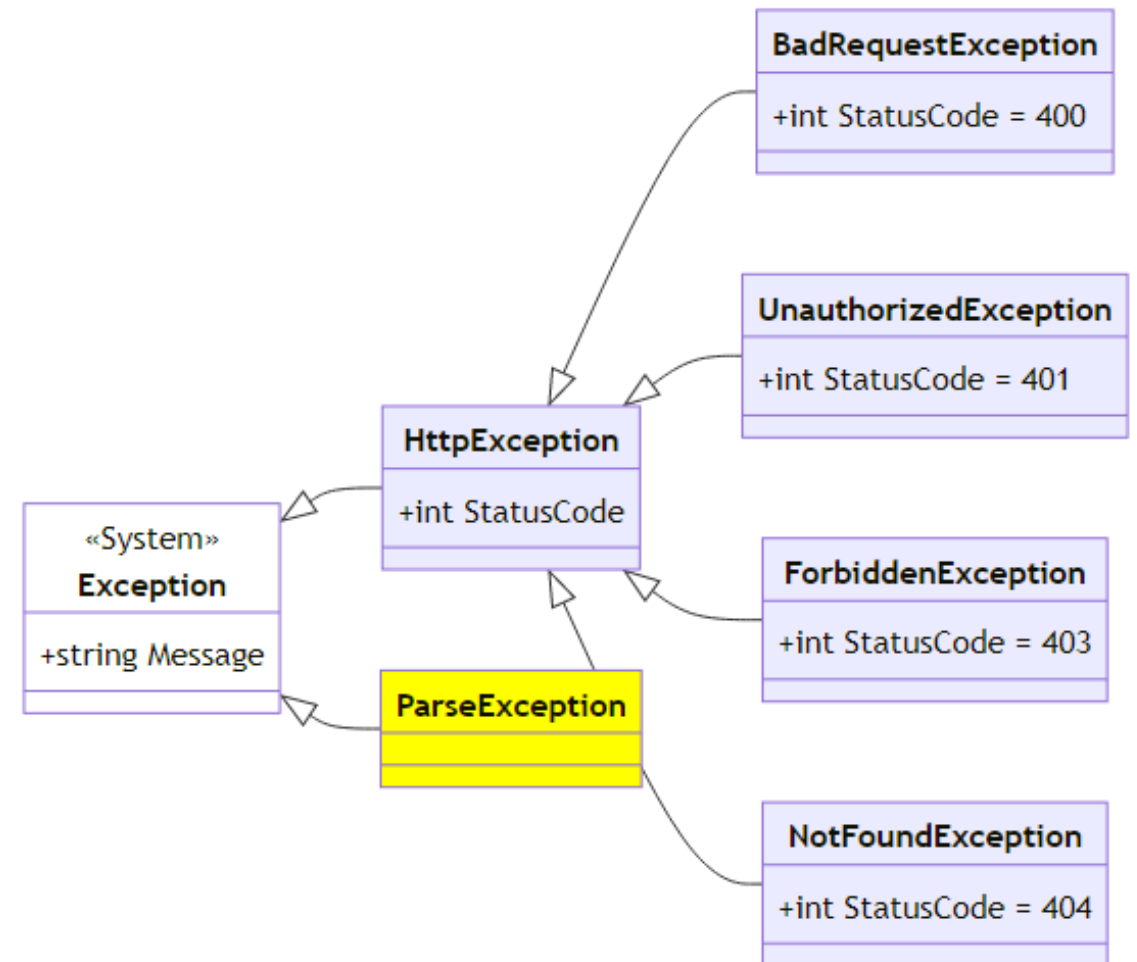 BadRequestException
+int StatusCode = 400
UnauthorizedException
+int StatusCode = 401
HttpException
+int StatusCode
«System»
Exception
+string Message
ForbiddenException
+int StatusCode = 403
ParseException
NotFoundException
+int StatusCode = 404